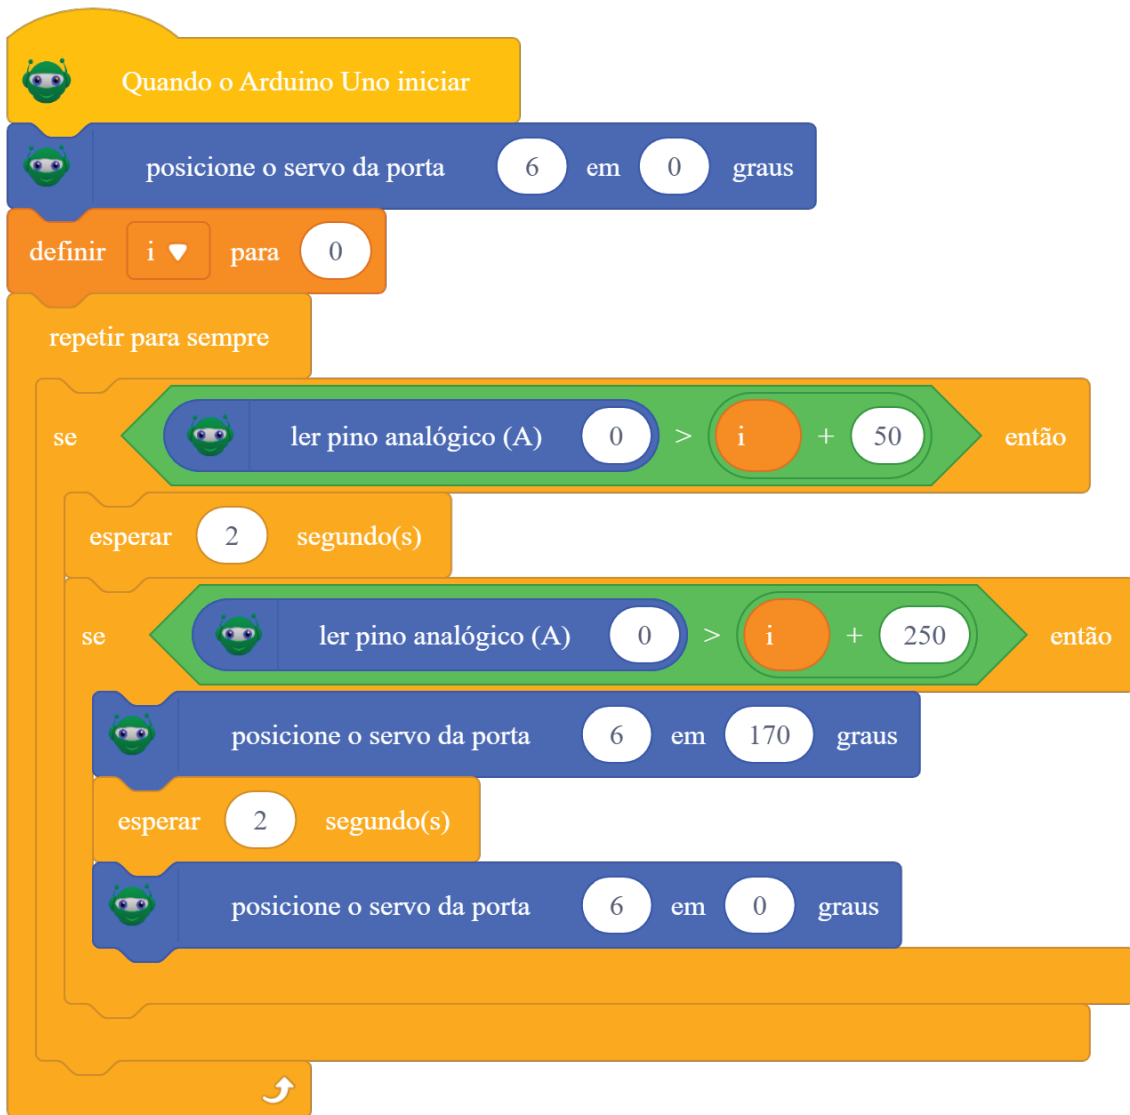 Quando o Arduino Uno iniciar
posicione o servo da porta 6 em 0 graus
definir i para 0
repetir para sempre
se ler pino analógico (A) 0 > i + 50 então
esperar 2 segundo(s)
se ler pino analógico (A) 0 > i + 250 então
posicione o servo da porta 6 em 170 graus
esperar 2 segundo(s)
posicione o servo da porta 6 em 0 graus